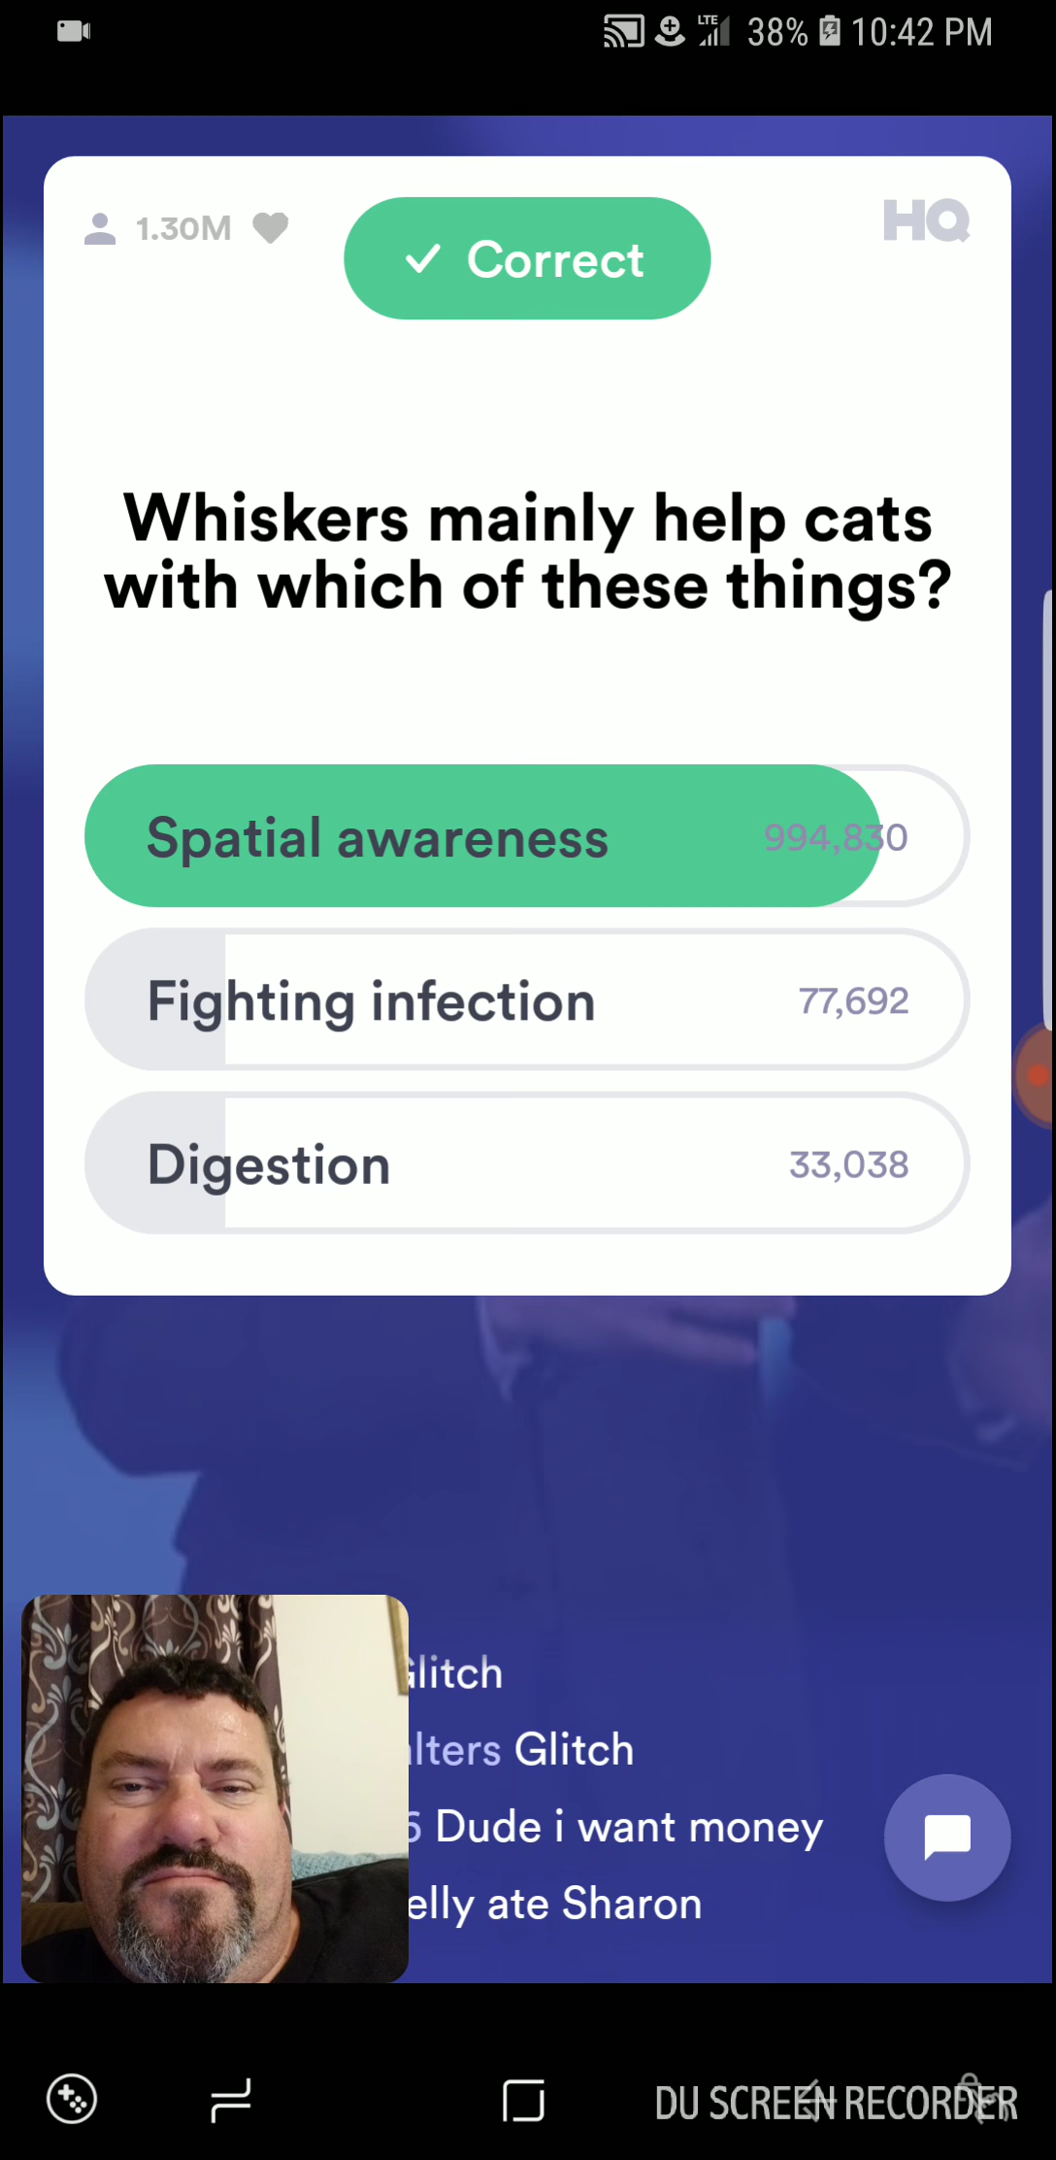 LTE 38% 10:42 PM
1.30M
Correct
HQ
Whiskers mainly help cats
with which of these things?
Spatial awareness 994,830
Fighting infection 77,692
Digestion 33,038
Glitch
Glitch
Dude i want money
ate Sharon
DU SCREEN RECORDER